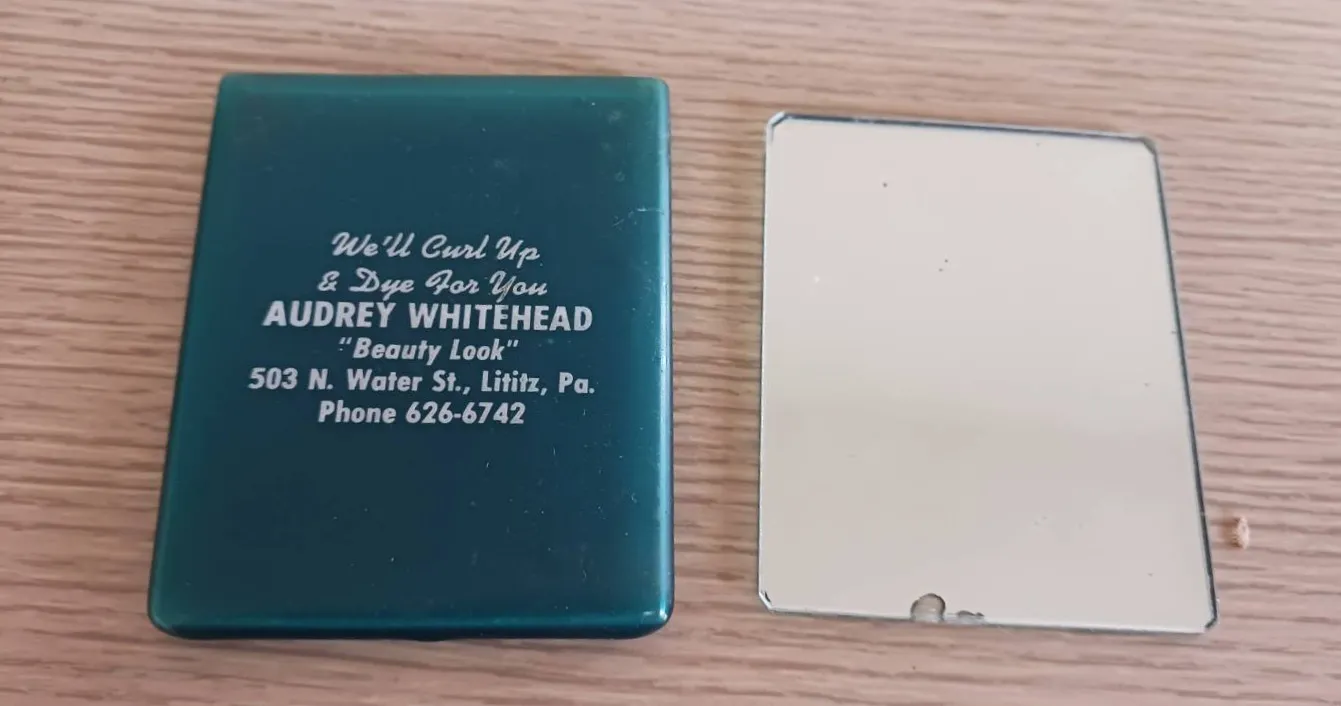 We'll Curl Up
& Dye For You
AUDREY WHITEHEAD
"Beauty Look"
503 N. Water St., Lititz, Pa.
Phone 626-6742